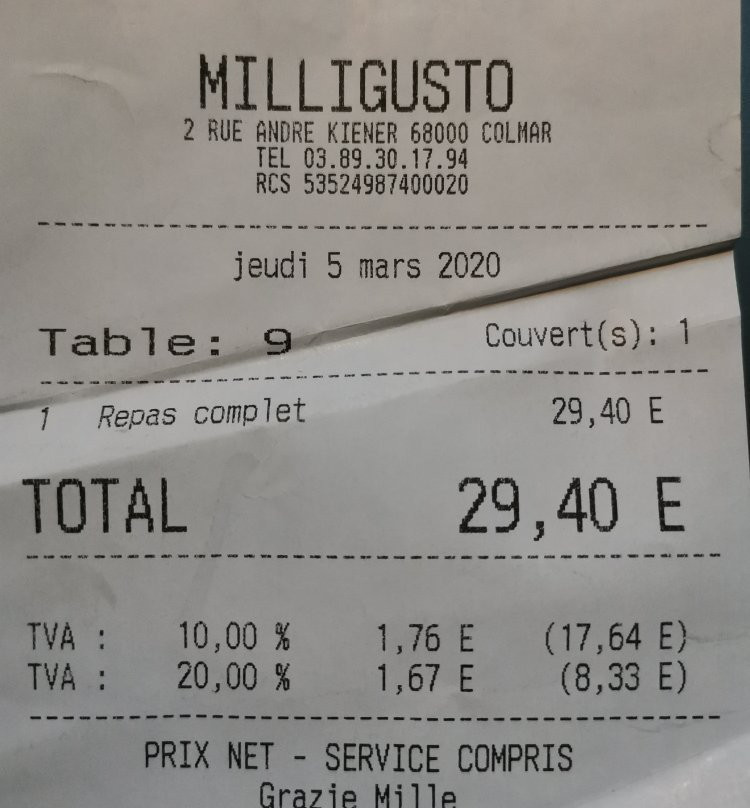 MILLIGUSTO
2 RUE ANDRE KIENER 68000 COLMAR
TEL 03.89.30.17.94
RCS 53524987400020
jeudi 5 mars 2020
Table: 9 Couvert(s): 1
1 Repas complet 29,40 E
TOTAL 29,40 E
TVA : 10,00 % 1,76 E (17,64 E)
TVA : 20,00 % 1,67 E (8,33 E)
PRIX NET - SERVICE COMPRIS
Grazie Mille